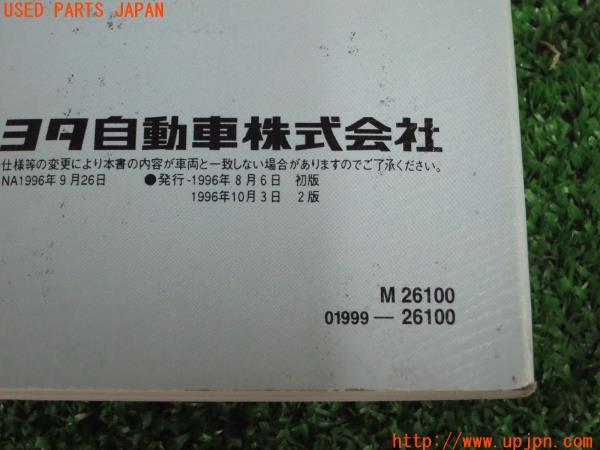 USED PARTS JAPAN
ヨタ自動車株式会社
仕様等の変更により本書の内容が車両と一致しない場合がありますのでご了承ください。
NA1996年9月26日 ●発行-1996年8月6日 初版
1996年10月3日 2版
M 26100
01999—26100
http://www.upjpn.com/